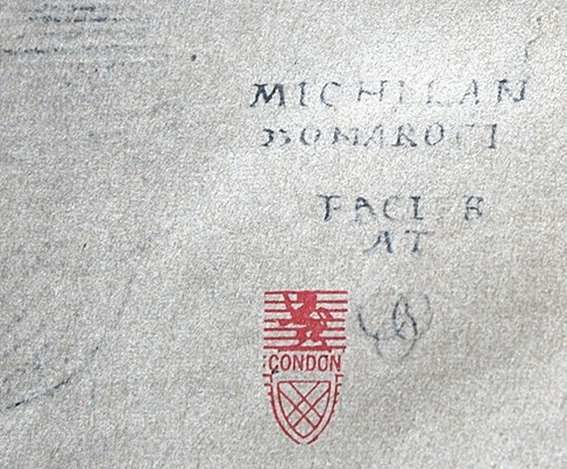 MICHELAN
BONAROTI
FACIEB
AT
CONDON